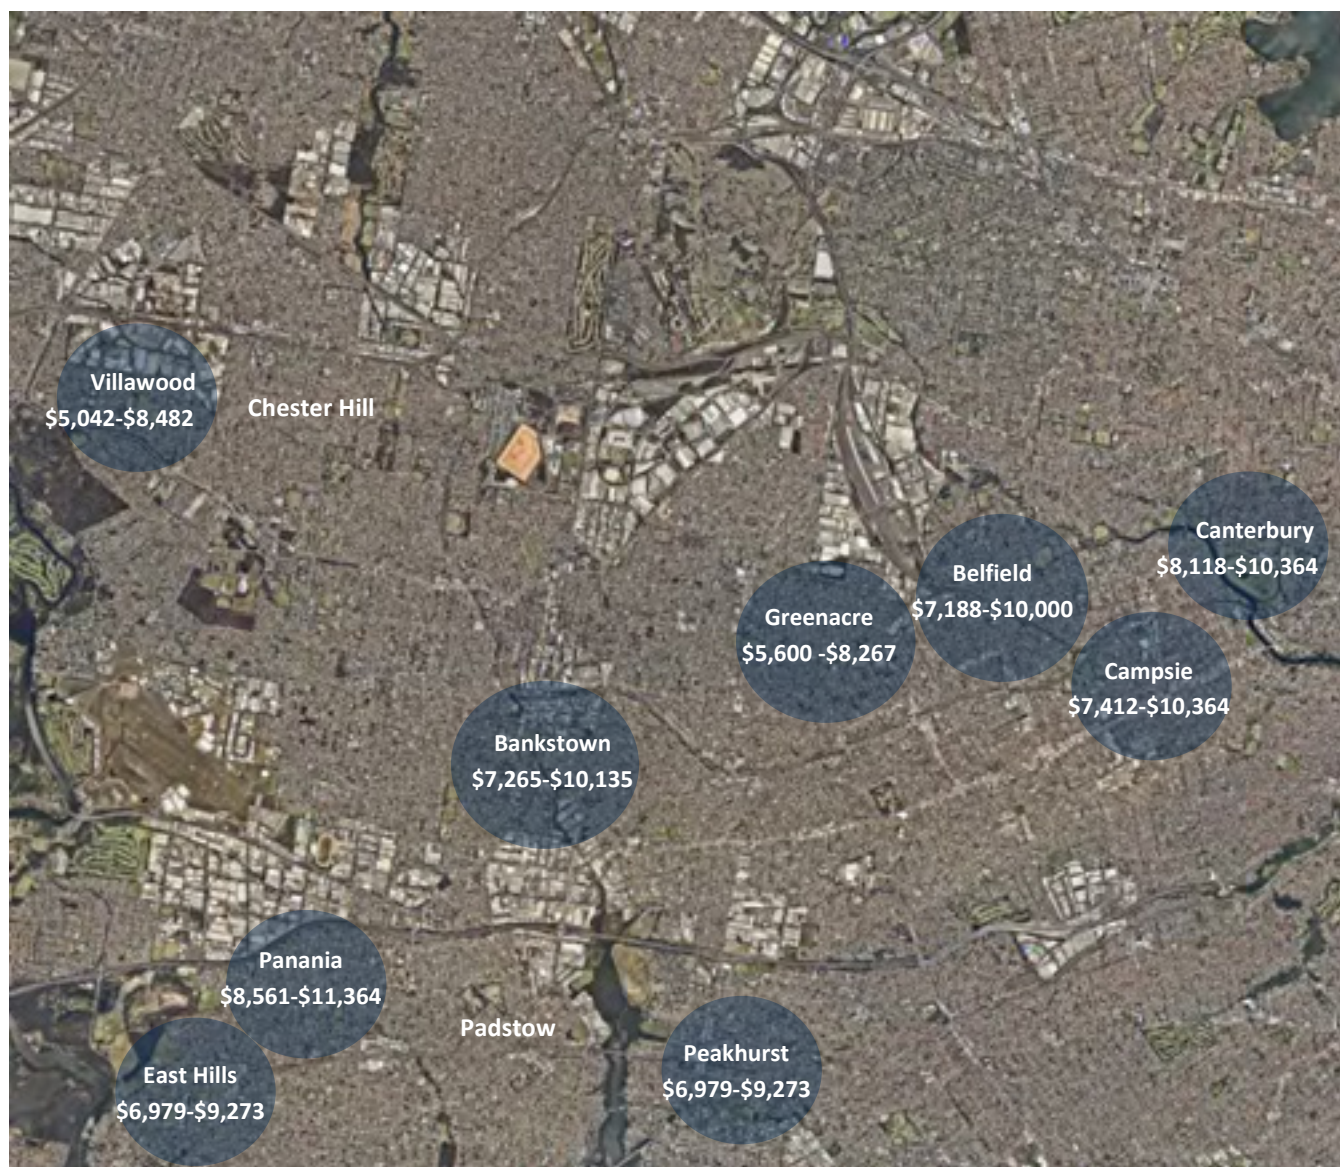 Villawood
$5,042-$8,482
Chester Hill
Canterbury
$8,118-$10,364
Belfield
$7,188-$10,000
Greenacre
$5,600 -$8,267
Campsie
$7,412-$10,364
Bankstown
$7,265-$10,135
Panania
$8,561-$11,364
Padstow
Peakhurst
$6,979-$9,273
East Hills
$6,979-$9,273